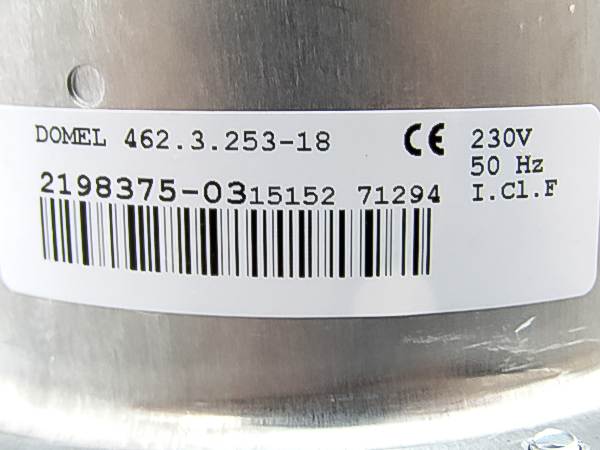 DOMEL 462.3.253-18 CE 230V
50 Hz
2198375-0315152 71294 I.Cl.F